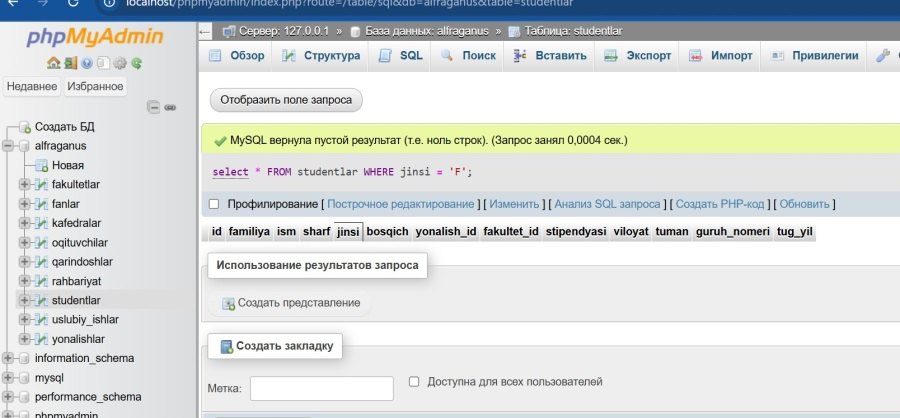 localhost/phpmyadmin/index.php?route=/table/sql&db=alfraganus&table=studentlar
phpMyAdmin
Недавнее Избранное
Создать БД
alfraganus
Новая
fakultetlar
fanlar
kafedralar
oqituvchilar
qarindoshlar
rahbariyat
studentlar
uslubiy_ishlar
yonalishlar
information_schema
mysql
performance_schema
phpmyadmin
Сервер: 127.0.0.1 » База данных: alfraganus » Таблица: studentlar
Обзор Структура SQL Поиск Вставить Экспорт Импорт Привилегии
Отобразить поле запроса
MySQL вернула пустой результат (т.е. ноль строк). (Запрос занял 0,0004 сек.)
select * FROM studentlar WHERE jinsi = 'F';
Профилирование [ Построчное редактирование ] [ Изменить ] [ Анализ SQL запроса ] [ Создать PHP-код ] [ Обновить ]
id familiya ism sharf jinsi bosqich yonalish_id fakultet_id stipendyasi viloyat tuman guruh_nomeri tug_yil
Использование результатов запроса
Создать представление
Создать закладку
Метка: Доступна для всех пользователей